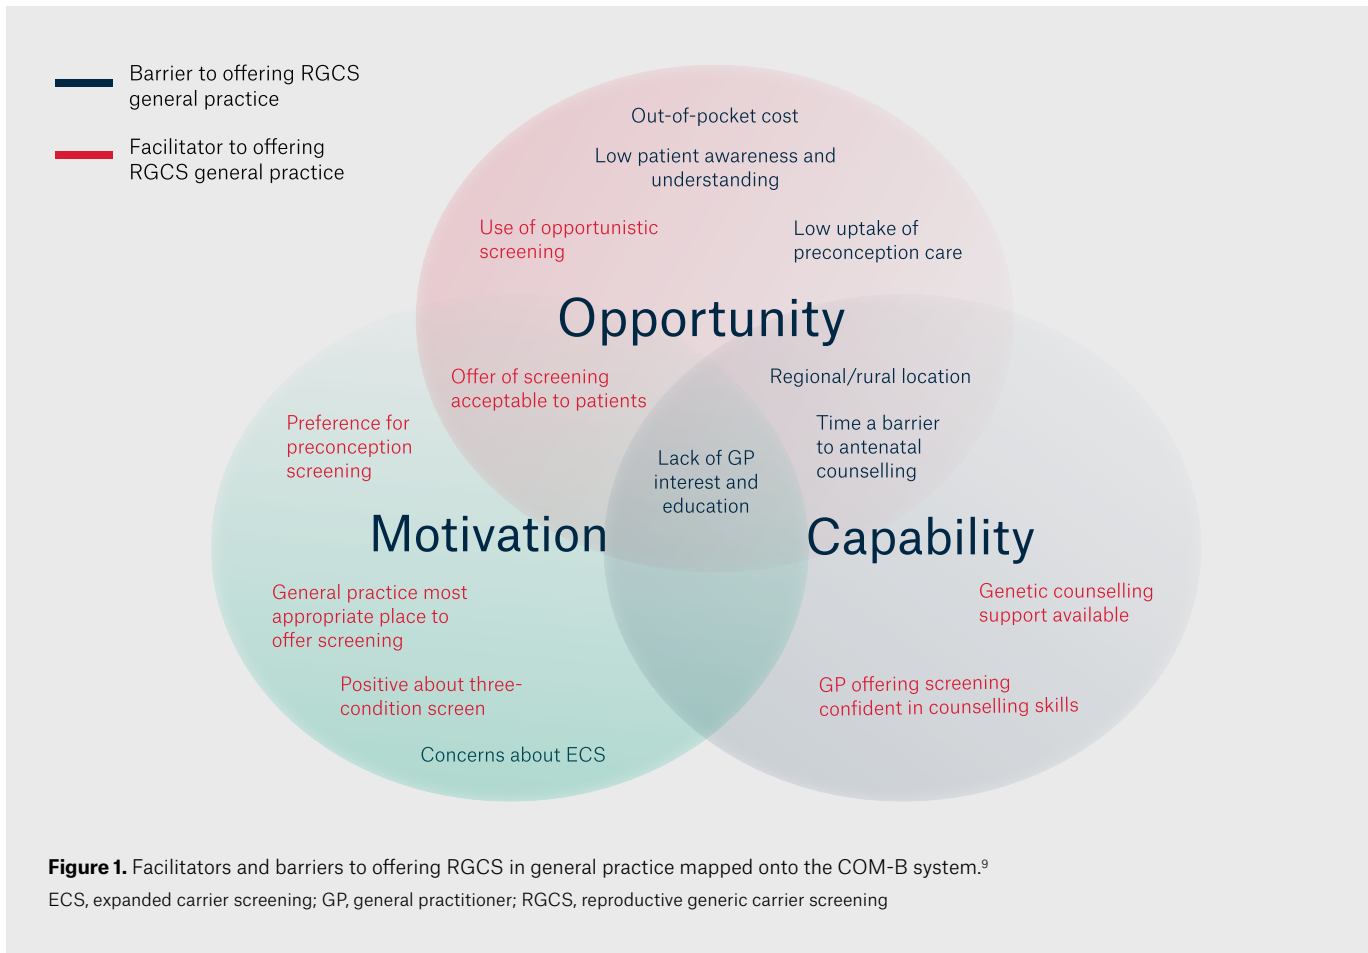 Barrier to offering RGCS
general practice
Facilitator to offering
RGCS general practice
Out-of-pocket cost
Low patient awareness and
understanding
Use of opportunistic
screening
Low uptake of
preconception care
Opportunity
Offer of screening
acceptable to patients
Regional/rural location
Preference for
preconception
screening
Time a barrier
to antenatal
counselling
Lack of GP
interest and
education
Motivation
Capability
General practice most
appropriate place to
offer screening
Genetic counselling
support available
Positive about three-
condition screen
GP offering screening
confident in counselling skills
Concerns about ECS
Figure 1. Facilitators and barriers to offering RGCS in general practice mapped onto the COM-B system.⁹
ECS, expanded carrier screening; GP, general practitioner; RGCS, reproductive generic carrier screening